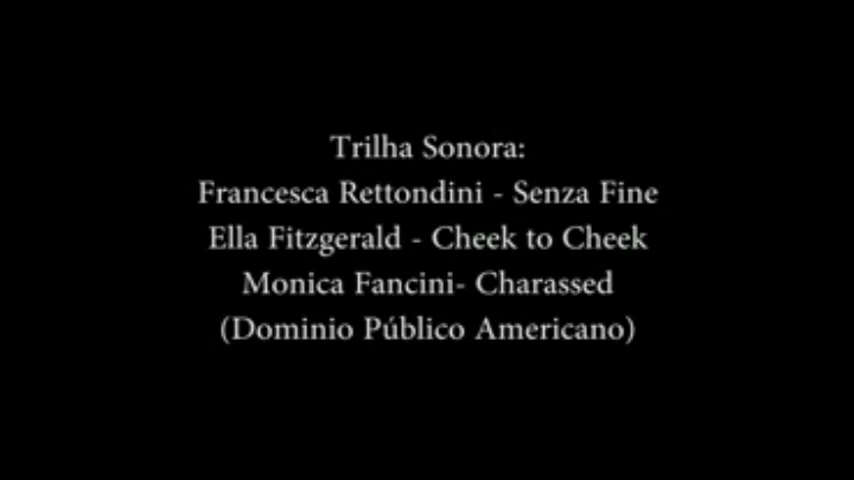 Trilha Sonora:
Francesca Rettondini - Senza Fine
Ella Fitzgerald - Cheek to Cheek
Monica Fancini- Charassed
(Dominio Público Americano)